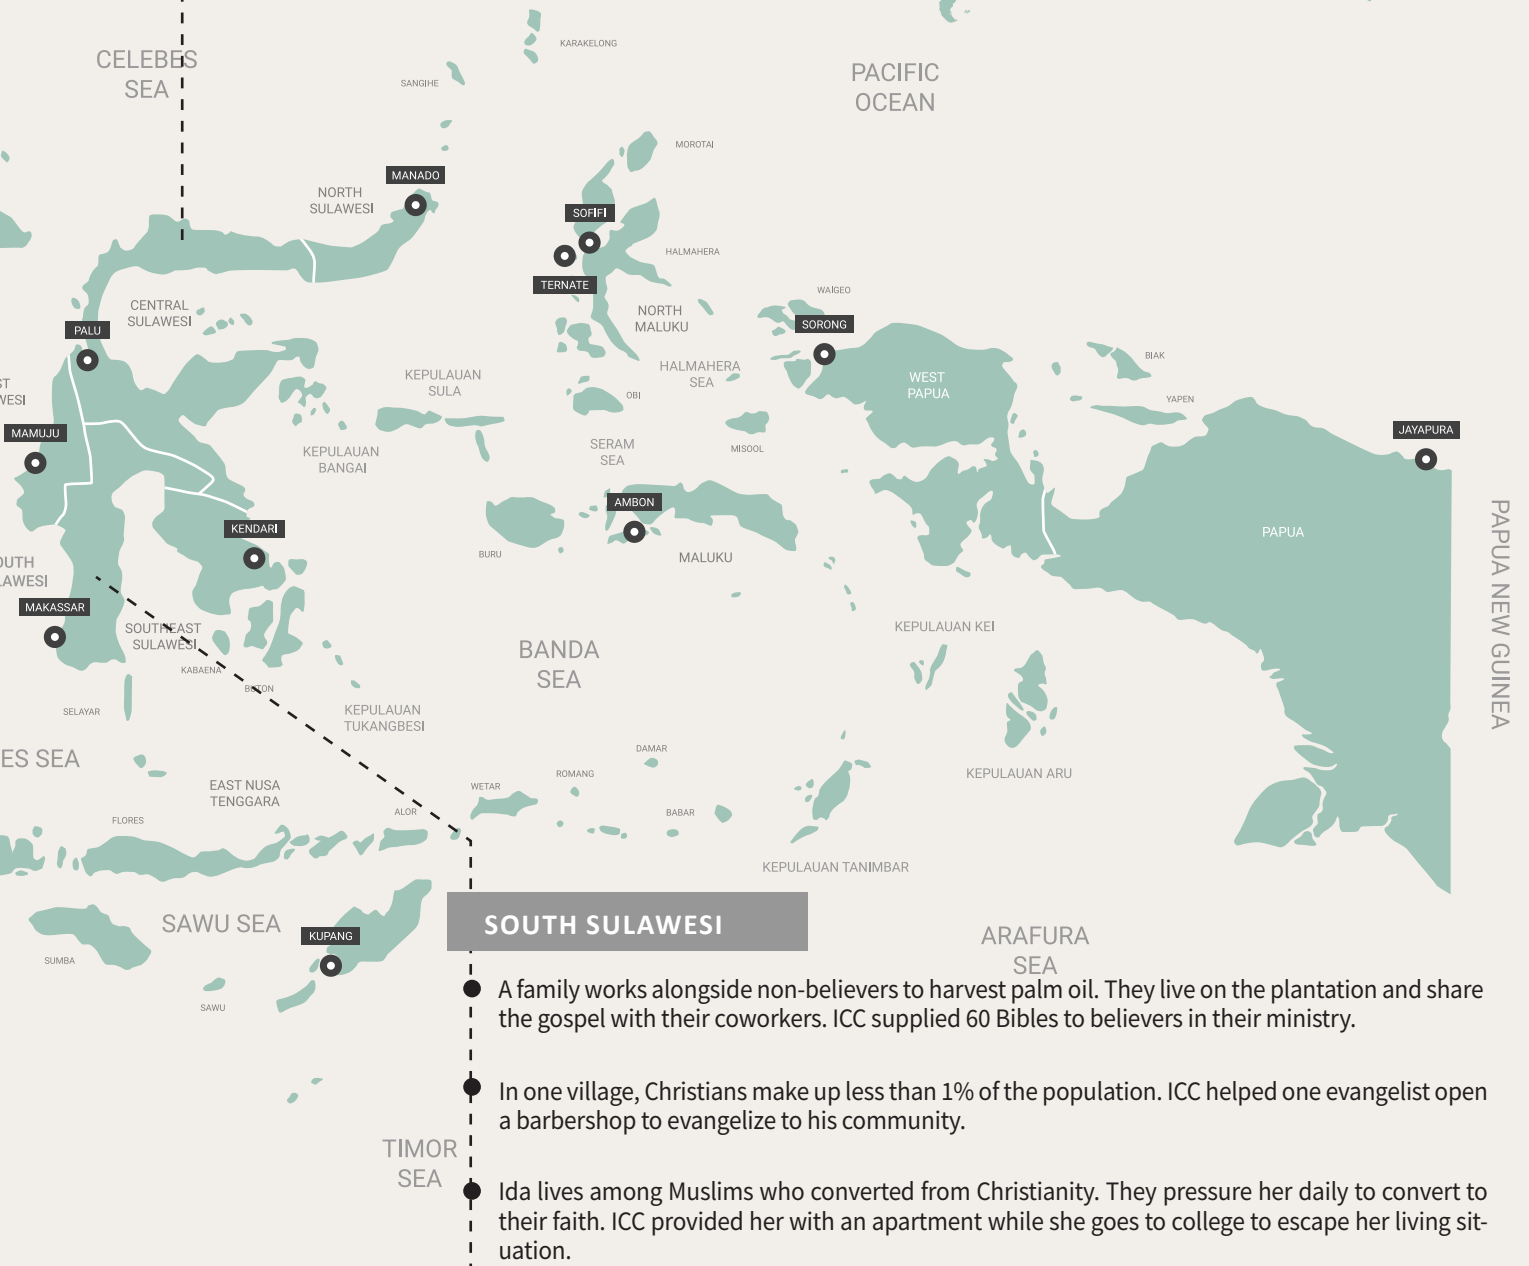 KARAKELONG
CELEBES
SEA
SANGIHE
PACIFIC
OCEAN
MOROTAI
MANADO
NORTH
SULAWESI
SOFIFI
HALMAHERA
TERNATE
WAIGEO
CENTRAL
SULAWESI
NORTH
MALUKU
PALU
SORONG
BIAK
HALMAHERA
SEA
KEPULAUAN
SULA
WEST
PAPUA
ST
WESI
OBI
YAPEN
MAMUJU
JAYAPURA
SERAM
SEA
MISOOL
KEPULAUAN
BANGAI
AMBON
KENDARI
PAPUA
PAPUA NEW GUINEA
BURU
MALUKU
OUTH
LAWESI
MAKASSAR
SOUTHEAST
SULAWESI
KEPULAUAN KEI
BANDA
SEA
KABAENA
BUTON
SELAYAR
KEPULAUAN
TUKANGBESI
ES SEA
DAMAR
ROMANG
KEPULAUAN ARU
EAST NUSA
TENGGARA
WETAR
ALOR
BABAR
FLORES
KEPULAUAN TANIMBAR
SAWU SEA
KUPANG
SUMBA
SAWU
ARAFURA
SEA
TIMOR
SEA
SOUTH SULAWESI
A family works alongside non-believers to harvest palm oil. They live on the plantation and share
the gospel with their coworkers. ICC supplied 60 Bibles to believers in their ministry.
In one village, Christians make up less than 1% of the population. ICC helped one evangelist open
a barbershop to evangelize to his community.
Ida lives among Muslims who converted from Christianity. They pressure her daily to convert to
their faith. ICC provided her with an apartment while she goes to college to escape her living sit-
uation.